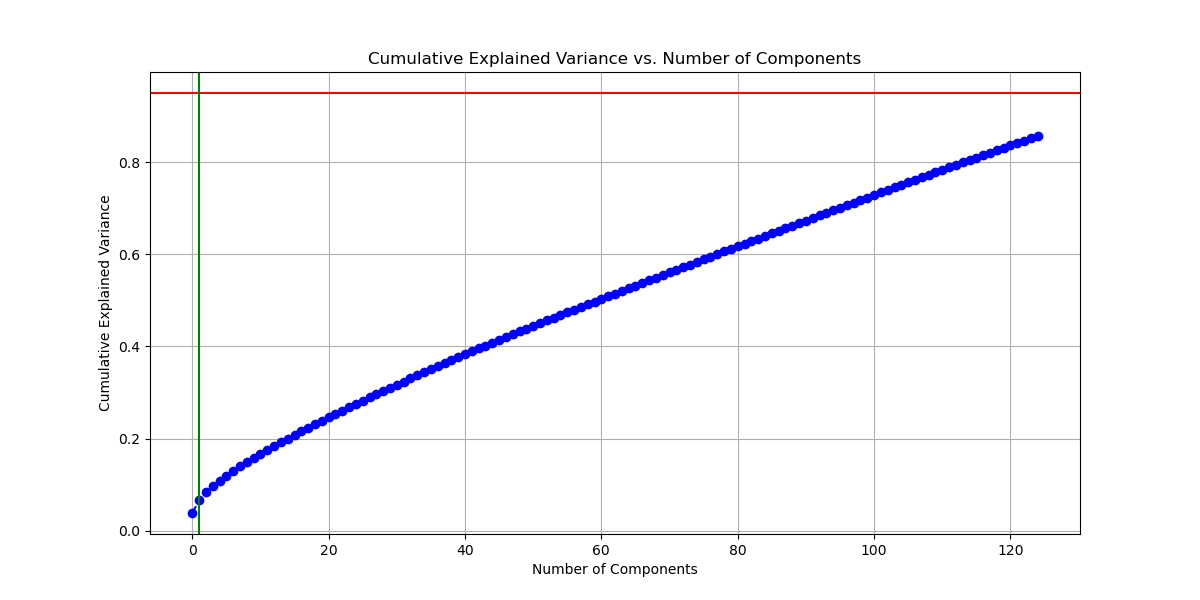 Cumulative Explained Variance vs. Number of Components
Cumulative Explained Variance
0.8
0.6
0.4
0.2
0.0
0 20 40 60 80 100 120
Number of Components